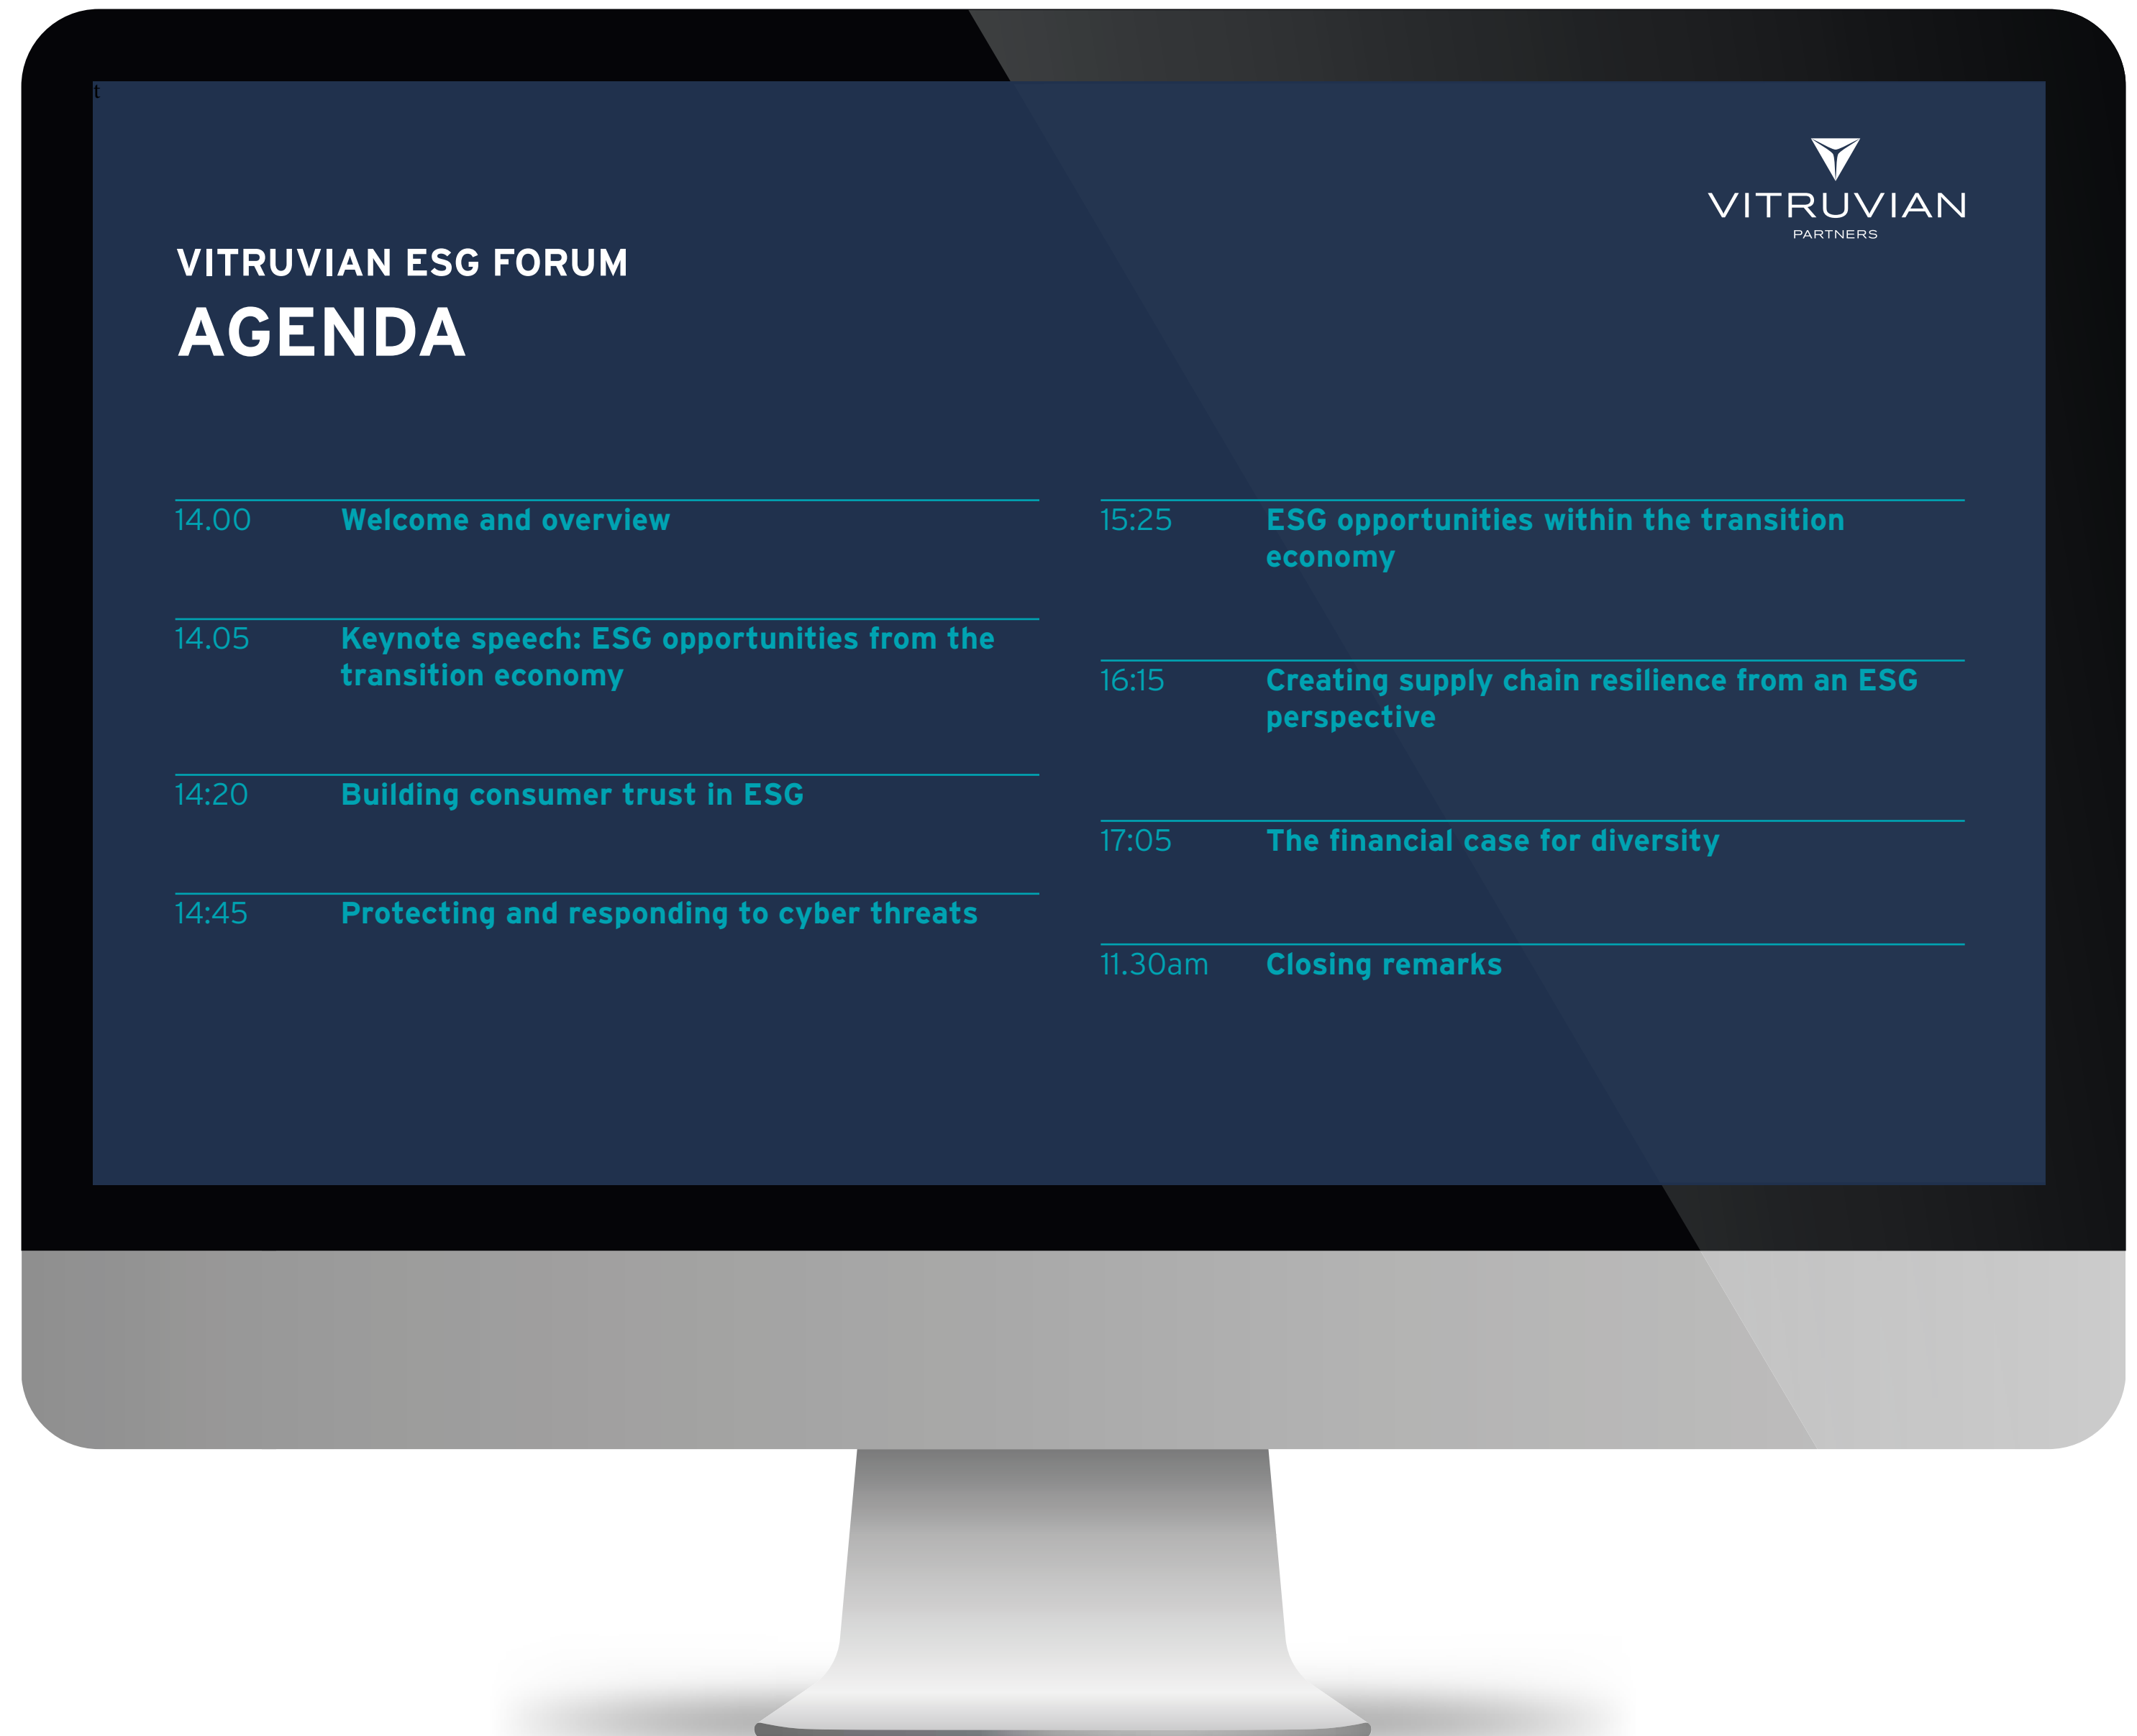 t
VITRUVIAN
PARTNERS
VITRUVIAN ESG FORUM
AGENDA
14.00 Welcome and overview
14.05 Keynote speech: ESG opportunities from the
transition economy
14:20 Building consumer trust in ESG
14:45 Protecting and responding to cyber threats
15:25 ESG opportunities within the transition
economy
16:15 Creating supply chain resilience from an ESG
perspective
17:05 The financial case for diversity
11.30am Closing remarks